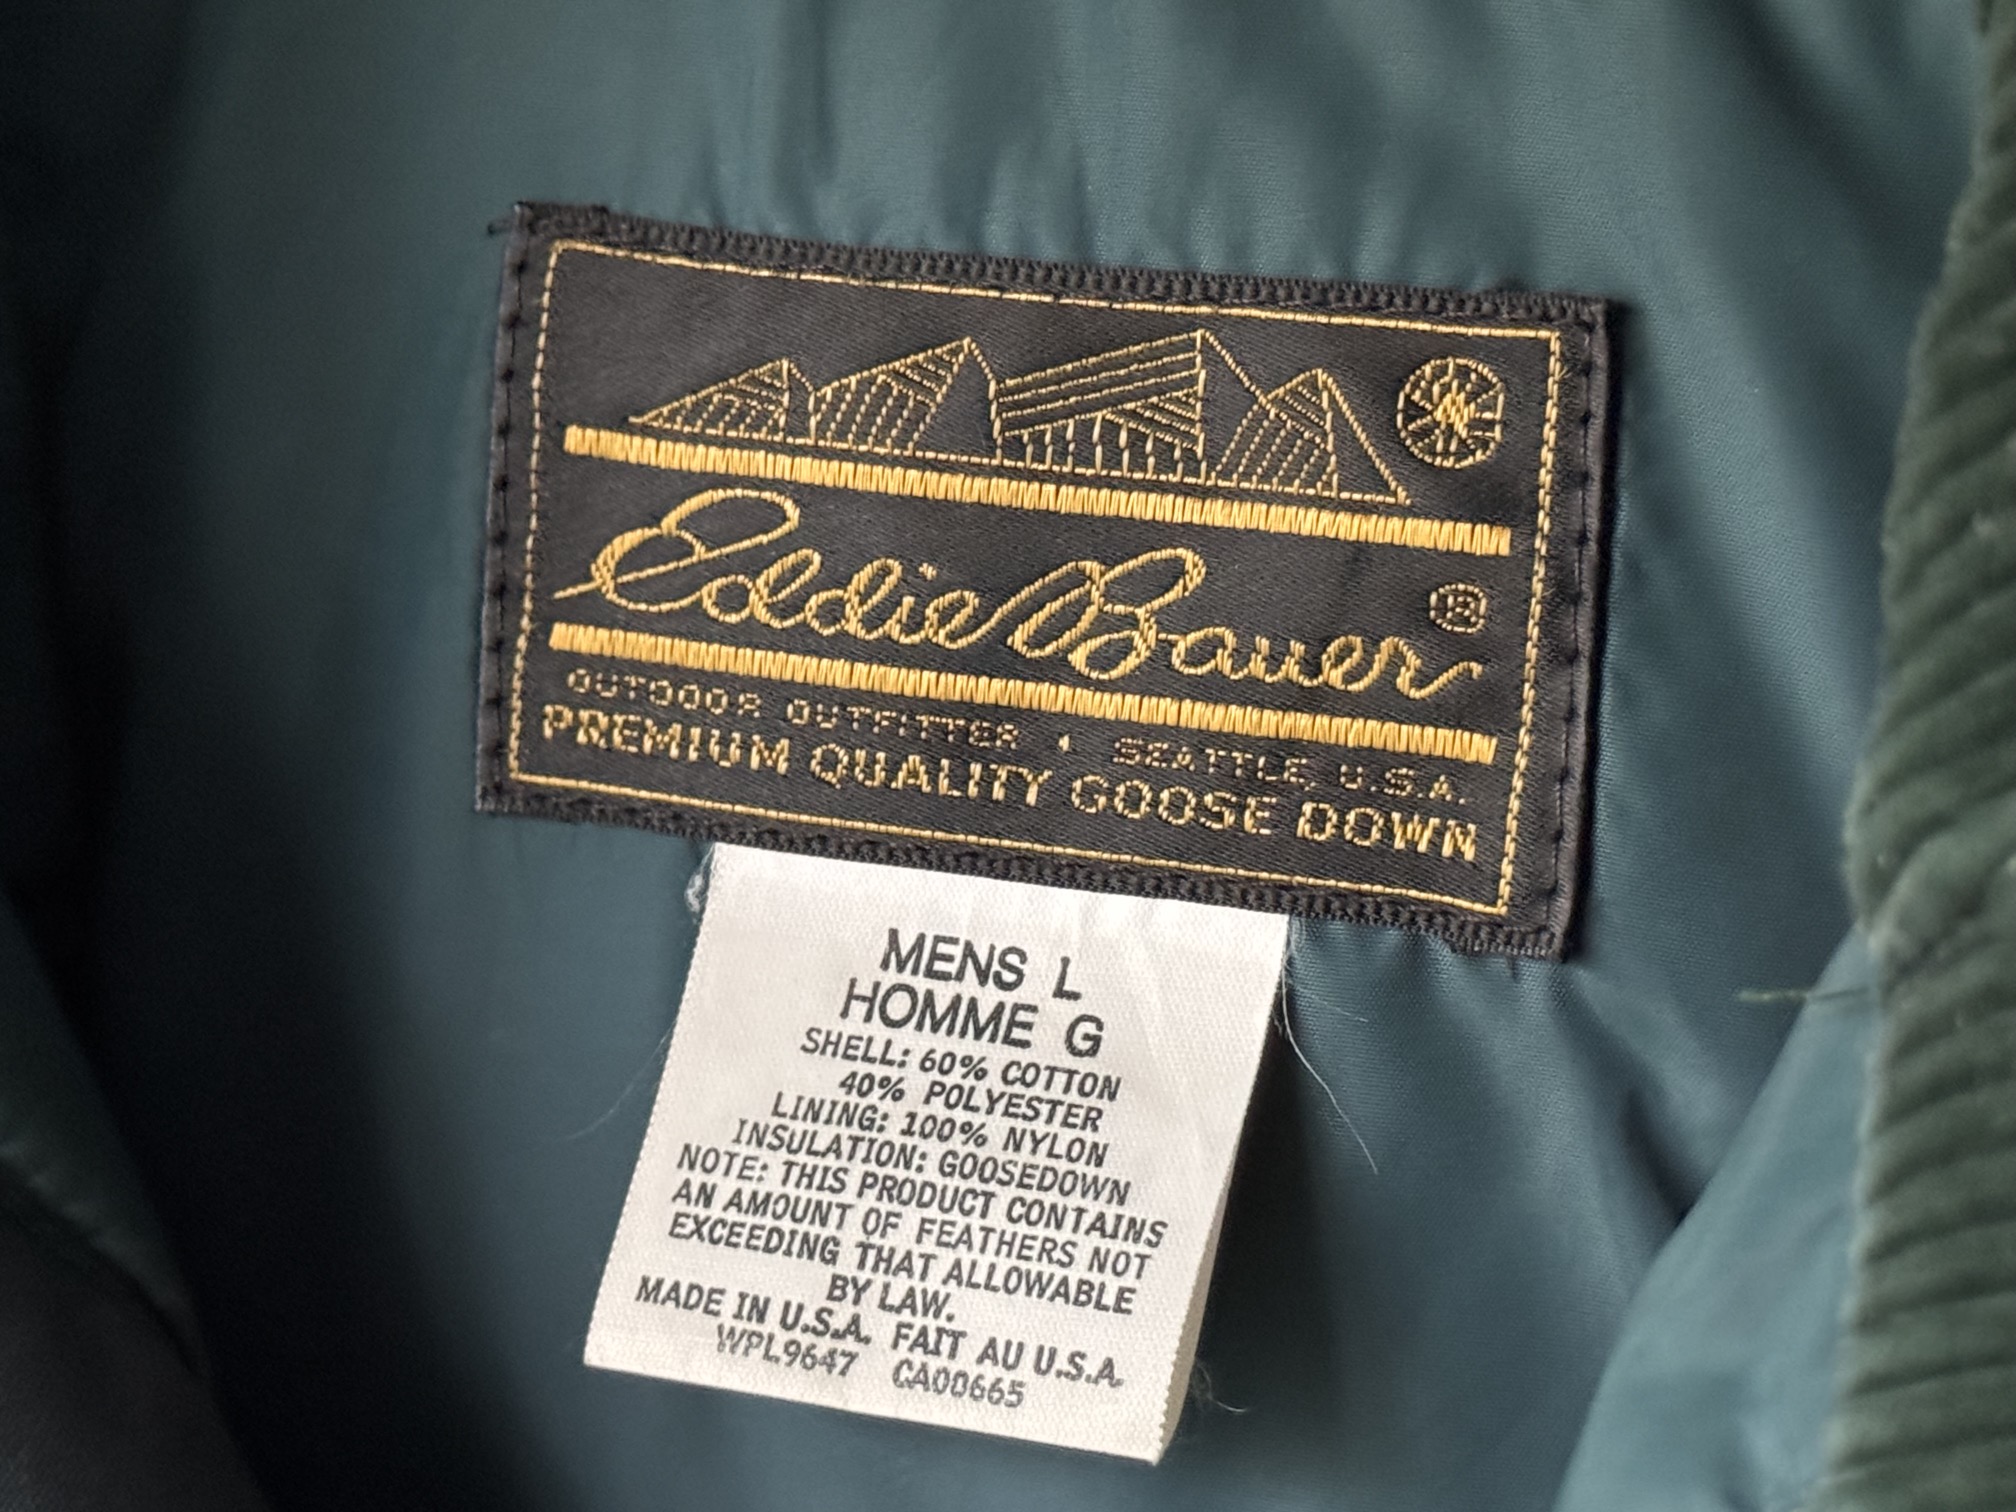 Eddie Bauer ®
OUTDOOR OUTFITTER • SEATTLE U.S.A.
PREMIUM QUALITY GOOSE DOWN
MENS L
HOMME G
SHELL: 60% COTTON
40% POLYESTER
LINING: 100% NYLON
INSULATION: GOOSEDOWN
NOTE: THIS PRODUCT CONTAINS
AN AMOUNT OF FEATHERS NOT
EXCEEDING THAT ALLOWABLE
BY LAW.
MADE IN U.S.A. FAIT AU U.S.A.
WPL9647 CA00665